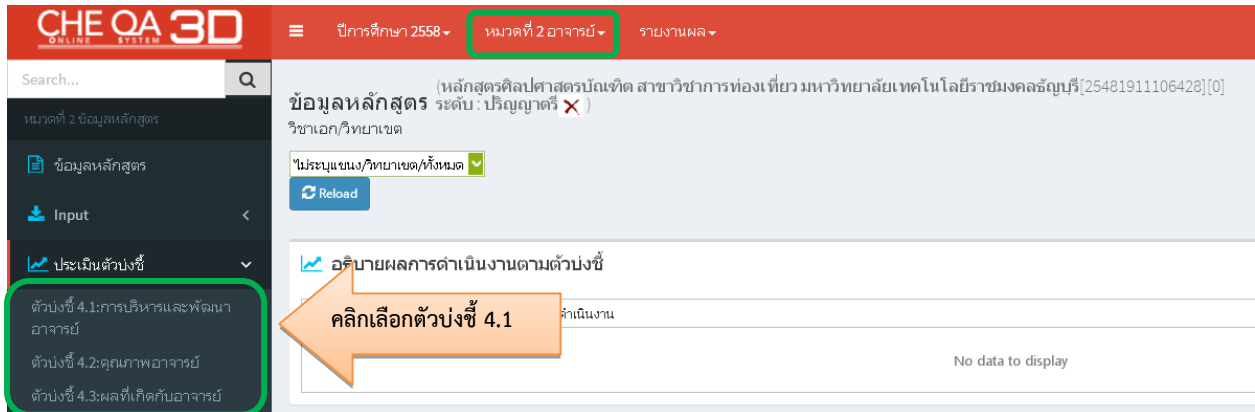 CHE QA 3D
ONLINE SYSTEM
ปีการศึกษา 2558
หมวดที่ 2 อาจารย์
รายงานผล
Search...
หมวดที่ 2 ข้อมูลหลักสูตร
ข้อมูลหลักสูตร
Input
ประเมินตัวบ่งชี้
ตัวบ่งชี้ 4.1:การบริหารและพัฒนา
อาจารย์
ตัวบ่งชี้ 4.2:คุณภาพอาจารย์
ตัวบ่งชี้ 4.3:ผลที่เกิดกับอาจารย์
(หลักสูตรศิลปศาสตรบัณฑิต สาขาวิชาการท่องเที่ยว มหาวิทยาลัยเทคโนโลยีราชมงคลธัญบุรี[25481911106428][0]
ข้อมูลหลักสูตร ระดับ : ปริญญาตรี )
วิชาเอก/วิทยาเขต
ไม่ระบุแขนง/วิทยาเขต/ทั้งหมด
Reload
อธิบายผลการดำเนินงานตามตัวบ่งชี้
คลิกเลือกตัวบ่งชี้ 4.1
ดำเนินงาน
No data to display